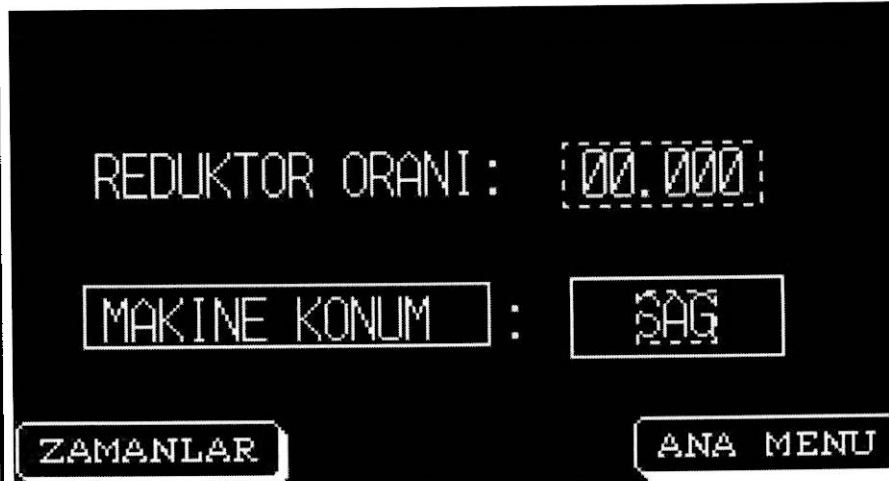 REDUKTOR ORANI: 00.000
MAKINE KONUM : SAG
ZAMANLAR ANA MENU